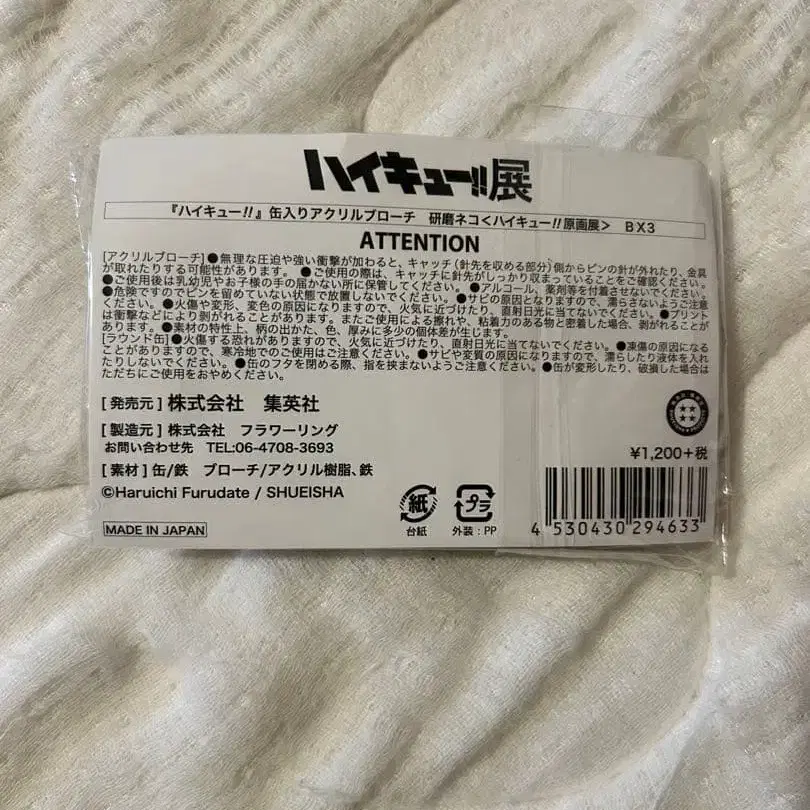 ハイキュー!!展
『ハイキュー!!』缶入りアクリルブローチ 研磨ネコ<ハイキュー!!原画展> BX3
ATTENTION
[アクリルブローチ]●無理な圧迫や強い衝撃が加わると、キャッチ(針先を収める部分)側からピンの針が外れたり、金具
が取れたりする可能性があります。●ご使用の際は、キャッチに針先がしっかり収まっていることをご確認ください。
●ご使用後は乳幼児やお子様の手の届かない所に保管してください。●アルコール、薬剤等を付着させないでください。
●危険ですのでピンを留めていない状態で放置しないでください。●サビの原因となりますので、濡らさないようご注意
ください。●火傷や変形、変色の原因になりますので、火気に近づけたり、直射日光に当てないでください。●プリント
は衝撃などにより剥がれることがあります。またご使用による擦れや、粘着力のある物と密着した場合、剥がれることが
あります。●素材の特性上、柄の出かた、色、厚みに多少の個体差が生じます。
[ラウンド缶]●火傷する恐れがありますので、火気に近づけたり、直射日光に当てないでください。●凍傷の原因になる
ことがありますので、寒冷地でのご使用はご注意ください。●サビや変質の原因になりますので、濡らしたり液体を入れ
たりしないでください。●缶のフタを閉める際、指を挟まないようご注意ください。●缶が変形したり、破損した場合は
ただちにご使用をおやめください。
[発売元]株式会社 集英社
[製造元]株式会社 フラワーリング
お問い合わせ先 TEL:06-4708-3693
[素材]缶/鉄 ブローチ/アクリル樹脂、鉄
©Haruichi Furudate / SHUEISHA
MADE IN JAPAN
紙
台紙
プラ
外装:PP
¥1,200+税
4 530430 294633